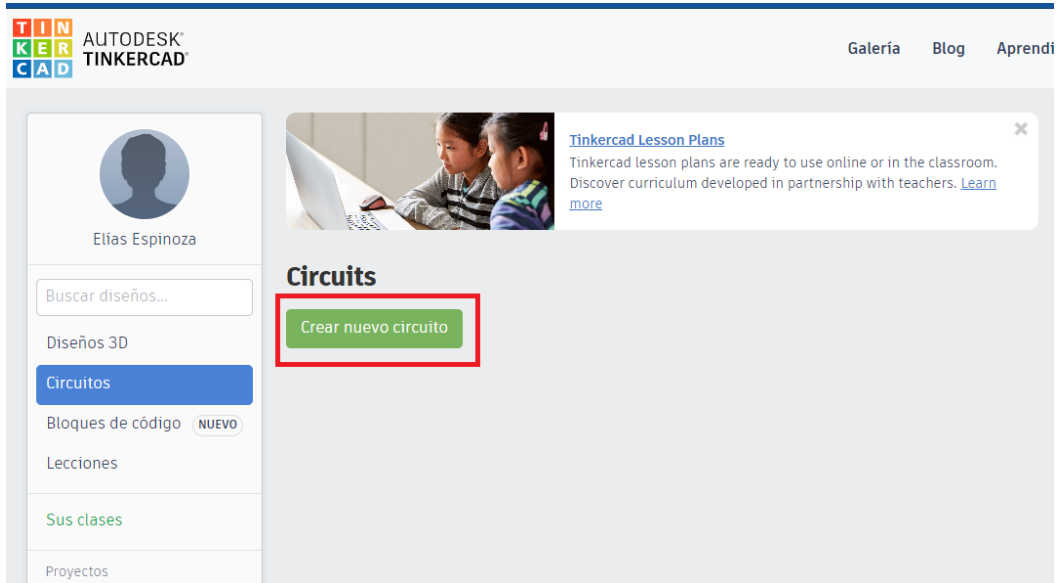 TIN
KER
CAD
AUTODESK®
TINKERCAD®
Galería Blog Aprendi
Elías Espinoza
Buscar diseños...
Diseños 3D
Circuitos
Bloques de código NUEVO
Lecciones
Sus clases
Proyectos
Tinkercad Lesson Plans
Tinkercad lesson plans are ready to use online or in the classroom.
Discover curriculum developed in partnership with teachers. Learn
more
Circuits
Crear nuevo circuito